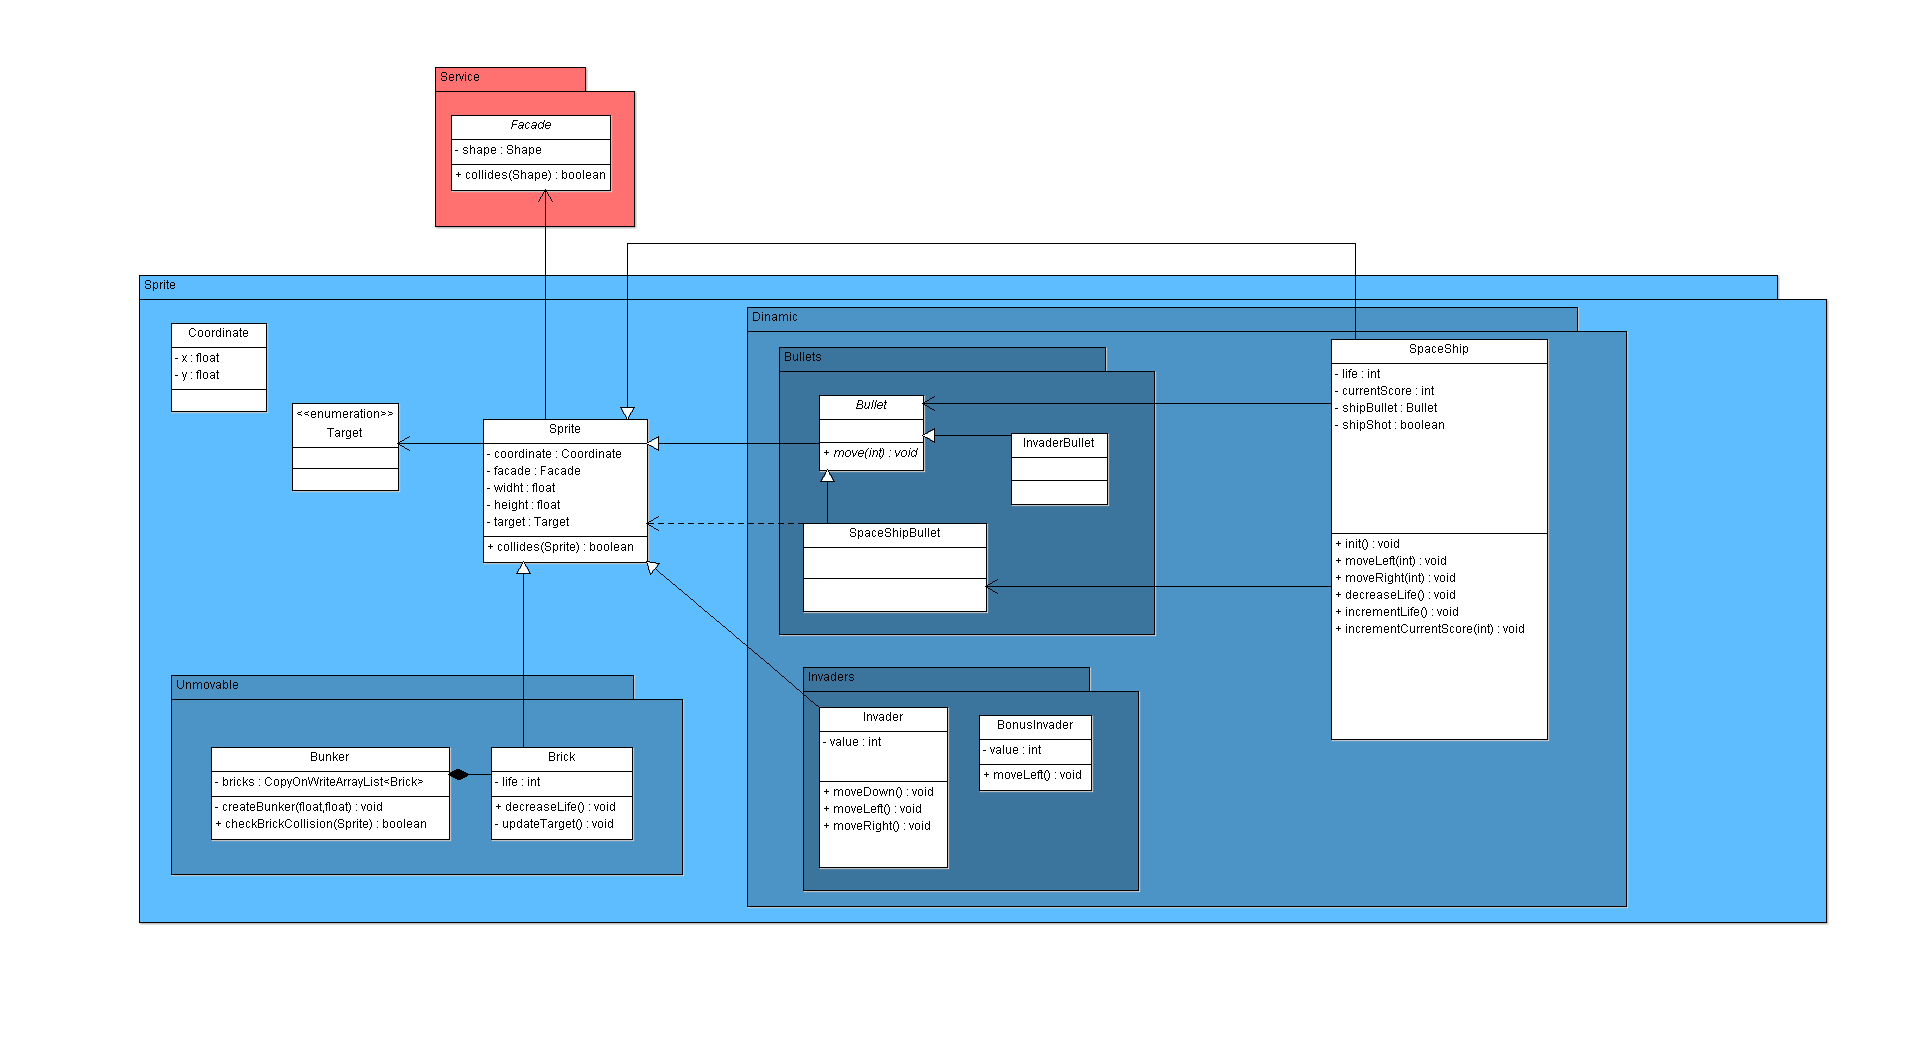 Service
Facade
- shape : Shape
+ collides(Shape) : boolean
Sprite
Coordinate
- x : float
- y : float
<<enumeration>>
Target
Sprite
- coordinate : Coordinate
- facade : Facade
- widht : float
- height : float
- target : Target
+ collides(Sprite) : boolean
Dinamic
Bullets
Bullet
+ move(int) : void
InvaderBullet
SpaceShipBullet
SpaceShip
- life : int
- currentScore : int
- shipBullet : Bullet
- shipShot : boolean
+ init() : void
+ moveLeft(int) : void
+ moveRight(int) : void
+ decreaseLife() : void
+ incrementLife() : void
+ incrementCurrentScore(int) : void
Unmovable
Bunker
- bricks : CopyOnWriteArrayList<Brick>
- createBunker(float,float) : void
+ checkBrickCollision(Sprite) : boolean
Brick
- life : int
+ decreaseLife() : void
- updateTarget() : void
Invaders
Invader
- value : int
+ moveDown() : void
+ moveLeft() : void
+ moveRight() : void
BonusInvader
- value : int
+ moveLeft() : void